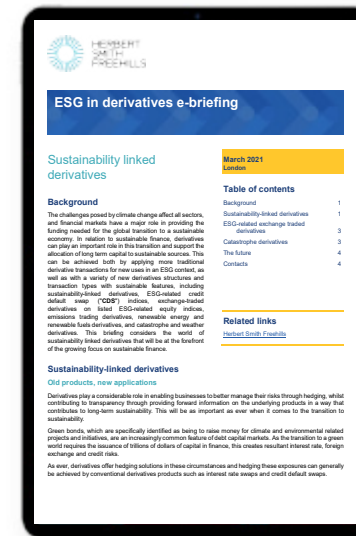 HERBERT
SMITH
FREEHILLS
ESG in derivatives e-briefing
Sustainability linked
derivatives
Background
The challenges posed by climate change affect all sectors,
and financial markets have a major role in providing the
funding needed for the global transition to a sustainable
economy. In relation to sustainable finance, derivatives
can play an important role in this transition and support the
allocation of long term capital to sustainable sources. This
can be achieved both by applying more traditional
derivative transactions for new uses in an ESG context, as
well as with a variety of new derivatives structures and
transaction types with sustainable features, including
sustainability-linked derivatives, ESG-related credit
default swap ("CDS") indices, exchange-traded
derivatives on listed ESG-related equity indices,
emissions trading derivatives, renewable energy and
renewable fuels derivatives, and catastrophe and weather
derivatives. This briefing considers the world of
sustainability linked derivatives that will be at the forefront
of the growing focus on sustainable finance.
March 2021
London
Table of contents
Background 1
Sustainability-linked derivatives 1
ESG-related exchange traded
derivatives 3
Catastrophe derivatives 3
The future 4
Contacts 4
Related links
Herbert Smith Freehills
Sustainability-linked derivatives
Old products, new applications
Derivatives play a considerable role in enabling businesses to better manage their risks through hedging, whilst
contributing to transparency through providing forward information on the underlying products in a way that
contributes to long-term sustainability. This will be as important as ever when it comes to the transition to
sustainability.
Green bonds, which are specifically identified as being to raise money for climate and environmental related
projects and initiatives, are an increasingly common feature of debt capital markets. As the transition to a green
world requires the issuance of trillions of dollars of capital in finance, this creates resultant interest rate, foreign
exchange and credit risks.
As ever, derivatives offer hedging solutions in these circumstances and hedging these exposures can generally
be achieved by conventional derivatives products such as interest rate swaps and credit default swaps.